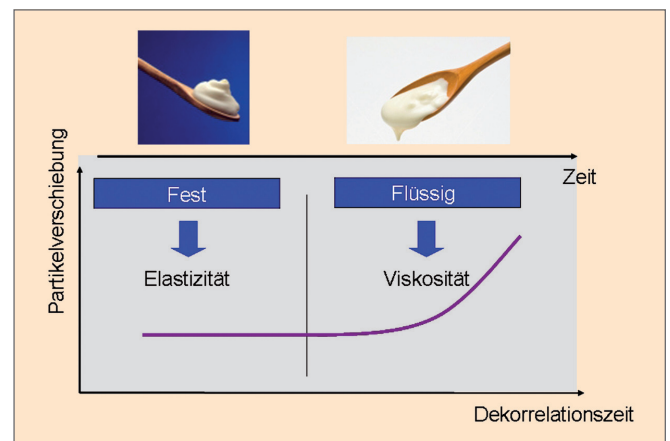 Zeit
Partikelverschiebung
Fest
Flüssig
Elastizität
Viskosität
Dekorrelationszeit